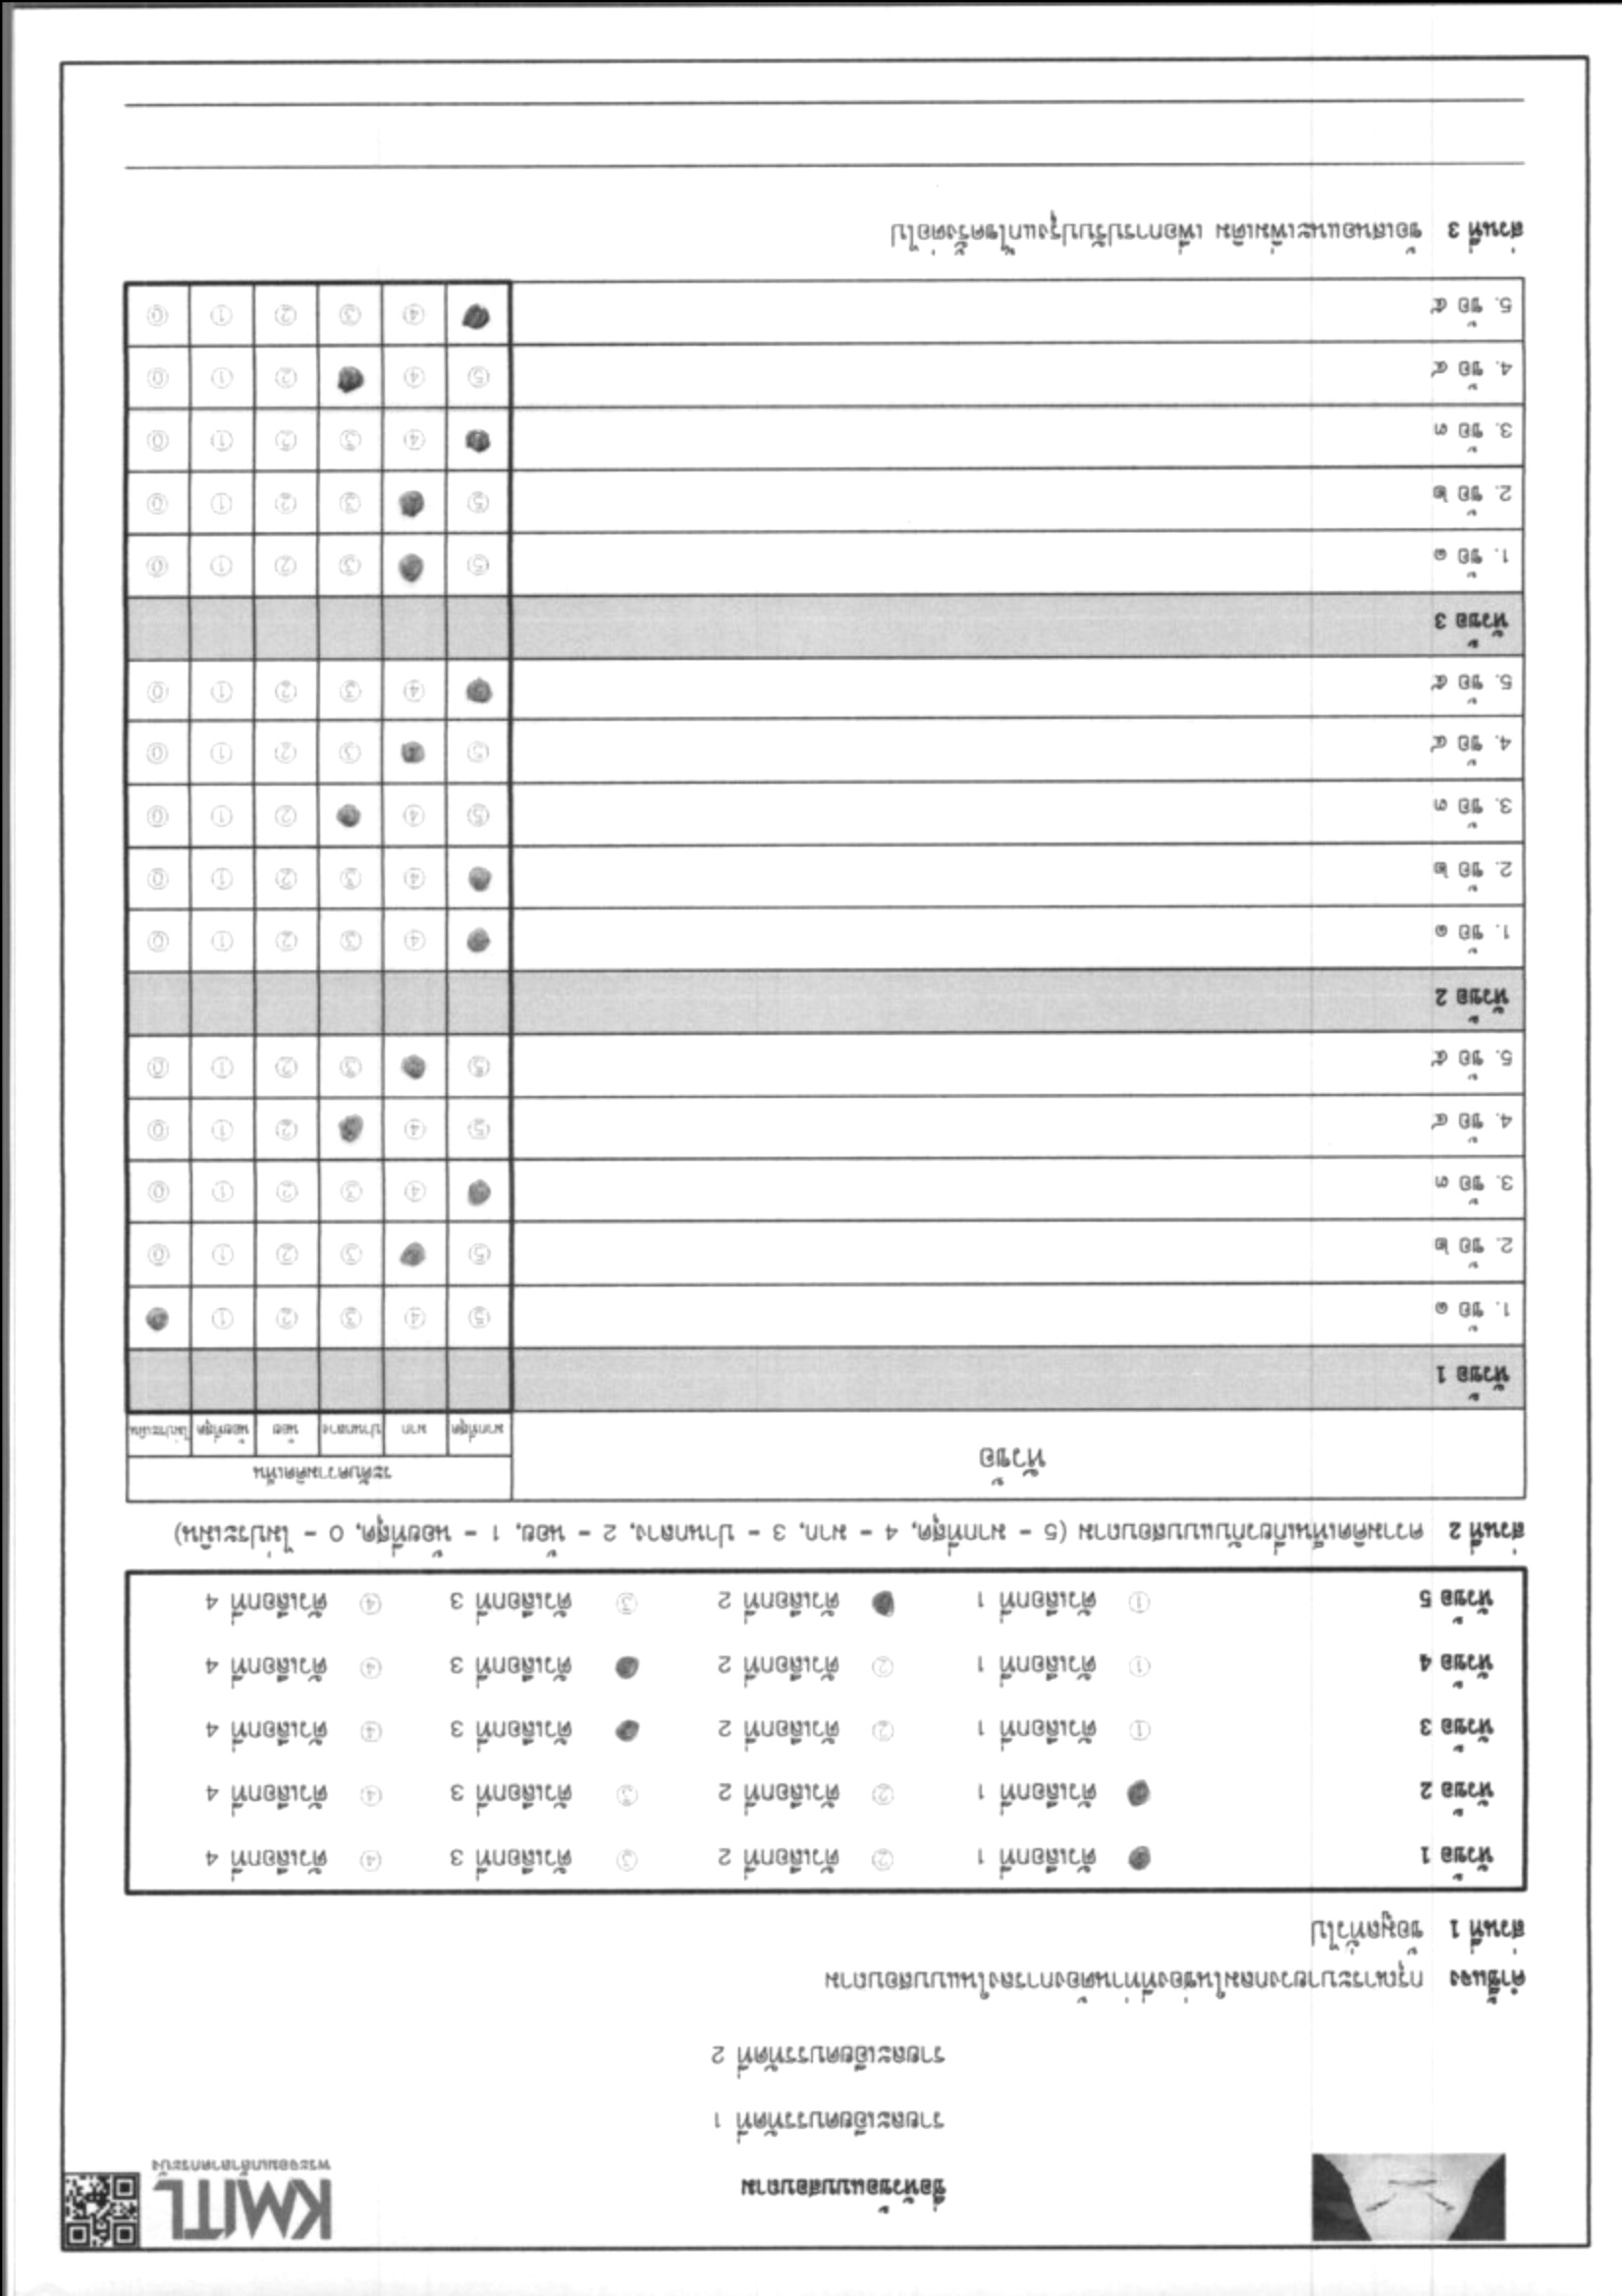 ชื่อหัวข้อแบบสอบถาม
KMITL
พระจอมเกล้าลาดกระบัง
รายละเอียดบรรทัดที่ 1
รายละเอียดบรรทัดที่ 2
คำชี้แจง กรุณาระบายวงกลมในช่องที่ท่านต้องการลงในแบบสอบถาม
ส่วนที่ 1 ข้อมูลทั่วไป
หัวข้อ 1 ตัวเลือกที่ 1 ② ตัวเลือกที่ 2 ③ ตัวเลือกที่ 3 ④ ตัวเลือกที่ 4
หัวข้อ 2 ตัวเลือกที่ 1 ② ตัวเลือกที่ 2 ③ ตัวเลือกที่ 3 ④ ตัวเลือกที่ 4
หัวข้อ 3 ① ตัวเลือกที่ 1 ② ตัวเลือกที่ 2 ตัวเลือกที่ 3 ④ ตัวเลือกที่ 4
หัวข้อ 4 ① ตัวเลือกที่ 1 ② ตัวเลือกที่ 2 ตัวเลือกที่ 3 ④ ตัวเลือกที่ 4
หัวข้อ 5 ① ตัวเลือกที่ 1 ตัวเลือกที่ 2 ③ ตัวเลือกที่ 3 ④ ตัวเลือกที่ 4
ส่วนที่ 2 ความคิดเห็นเกี่ยวกับแบบสอบถาม (5 - มากที่สุด, 4 - มาก, 3 - ปานกลาง, 2 - น้อย, 1 - น้อยที่สุด, 0 - ไม่ประเมิน)
หัวข้อ ระดับความคิดเห็น
มากที่สุด มาก ปานกลาง น้อย น้อยที่สุด ไม่ประเมิน
หัวข้อ 1
1. ข้อ ๑ ⑤ ④ ③ ② ①
2. ข้อ ๒ ⑤ ③ ② ① ⓪
3. ข้อ ๓ ④ ③ ② ① ⓪
4. ข้อ ๔ ⑤ ④ ② ① ⓪
5. ข้อ ๕ ⑤ ③ ② ① ⓪
หัวข้อ 2
1. ข้อ ๑ ④ ③ ② ① ⓪
2. ข้อ ๒ ④ ③ ② ① ⓪
3. ข้อ ๓ ⑤ ④ ② ① ⓪
4. ข้อ ๔ ⑤ ③ ② ① ⓪
5. ข้อ ๕ ④ ③ ② ① ⓪
หัวข้อ 3
1. ข้อ ๑ ⑤ ③ ② ① ⓪
2. ข้อ ๒ ⑤ ③ ② ① ⓪
3. ข้อ ๓ ④ ③ ② ① ⓪
4. ข้อ ๔ ⑤ ④ ② ① ⓪
5. ข้อ ๕ ④ ③ ② ① ⓪
ส่วนที่ 3 ข้อเสนอแนะเพิ่มเติม เพื่อการปรับปรุงแก้ไขครั้งต่อไป